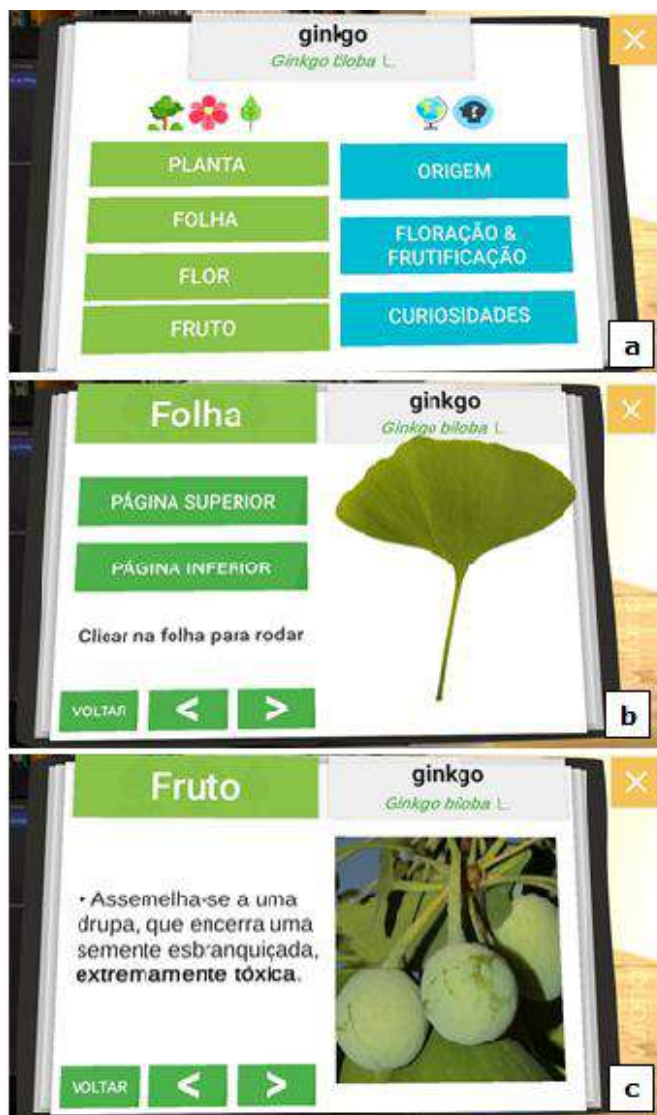 ginkgo
Ginkgo biloba L.
PLANTA
FOLHA
FLOR
FRUTO
ORIGEM
FLORAÇÃO &
FRUTIFICAÇÃO
CURIOSIDADES
a
Folha
ginkgo
Ginkgo biloba L.
PÁGINA SUPERIOR
PÁGINA INFERIOR
Clicar na folha para rodar
VOLTAR < >
b
Fruto
ginkgo
Ginkgo biloba L.
• Assemelha-se a uma
drupa, que encerra uma
semente esbranquiçada,
extremamente tóxica.
VOLTAR < >
c